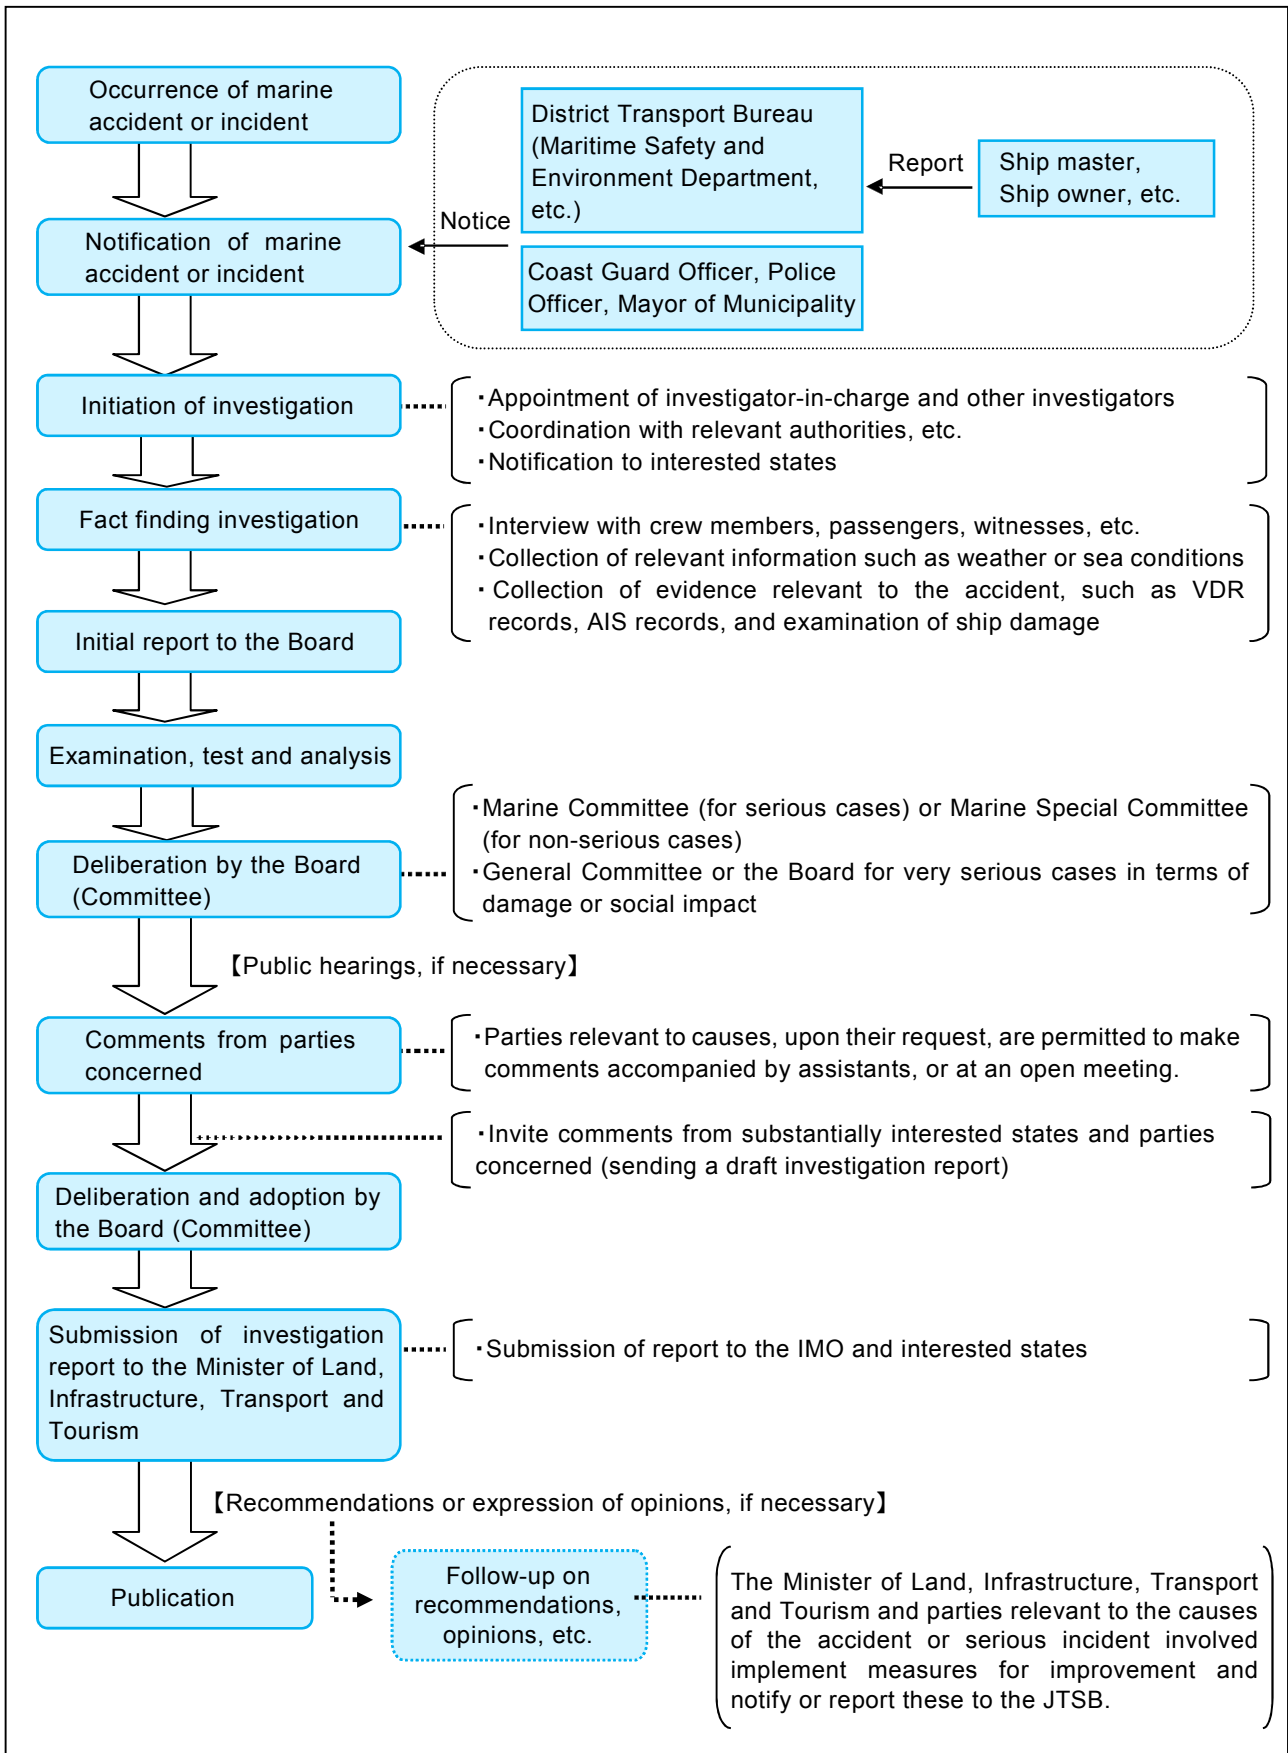 Occurrence of marine
accident or incident
District Transport Bureau
(Maritime Safety and
Environment Department,
etc.)
Report
Ship master,
Ship owner, etc.
Notice
Notification of marine
accident or incident
Coast Guard Officer, Police
Officer, Mayor of Municipality
Initiation of investigation
・Appointment of investigator-in-charge and other investigators
・Coordination with relevant authorities, etc.
・Notification to interested states
Fact finding investigation
・Interview with crew members, passengers, witnesses, etc.
・Collection of relevant information such as weather or sea conditions
・Collection of evidence relevant to the accident, such as VDR
records, AIS records, and examination of ship damage
Initial report to the Board
Examination, test and analysis
・Marine Committee (for serious cases) or Marine Special Committee
(for non-serious cases)
・General Committee or the Board for very serious cases in terms of
damage or social impact
Deliberation by the Board
(Committee)
【Public hearings, if necessary】
Comments from parties
concerned
・Parties relevant to causes, upon their request, are permitted to make
comments accompanied by assistants, or at an open meeting.
・Invite comments from substantially interested states and parties
concerned (sending a draft investigation report)
Deliberation and adoption by
the Board (Committee)
Submission of investigation
report to the Minister of Land,
Infrastructure, Transport and
Tourism
・Submission of report to the IMO and interested states
【Recommendations or expression of opinions, if necessary】
Publication
Follow-up on
recommendations,
opinions, etc.
The Minister of Land, Infrastructure, Transport
and Tourism and parties relevant to the causes
of the accident or serious incident involved
implement measures for improvement and
notify or report these to the JTSB.